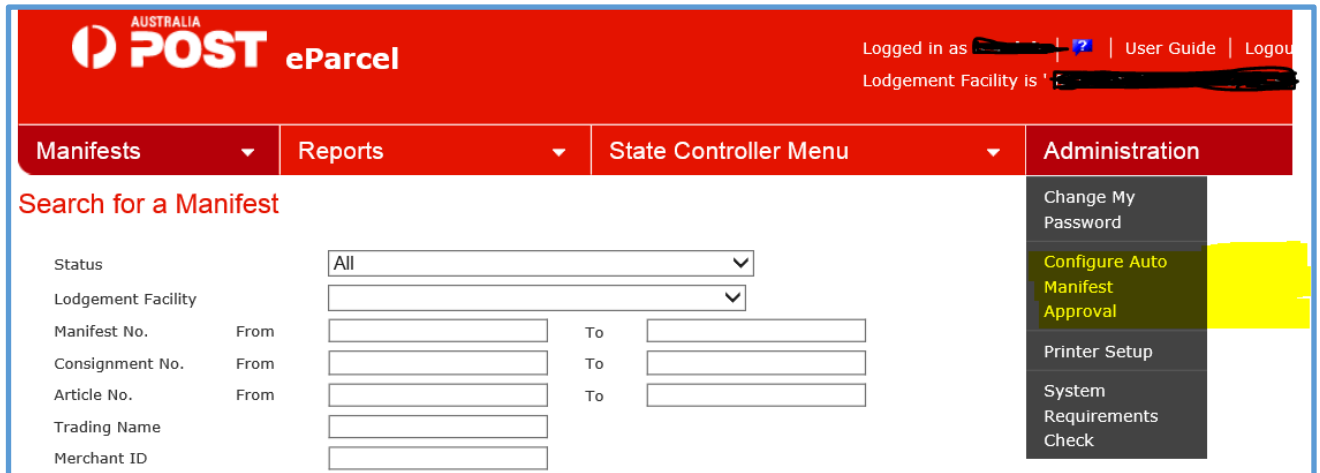 AUSTRALIA
POST eParcel
Logged in as ? | User Guide | Logou
Lodgement Facility is '
Manifests Reports State Controller Menu Administration
Search for a Manifest
Change My
Password
Configure Auto
Manifest
Approval
Printer Setup
System
Requirements
Check
Status All
Lodgement Facility
Manifest No. From To
Consignment No. From To
Article No. From To
Trading Name
Merchant ID